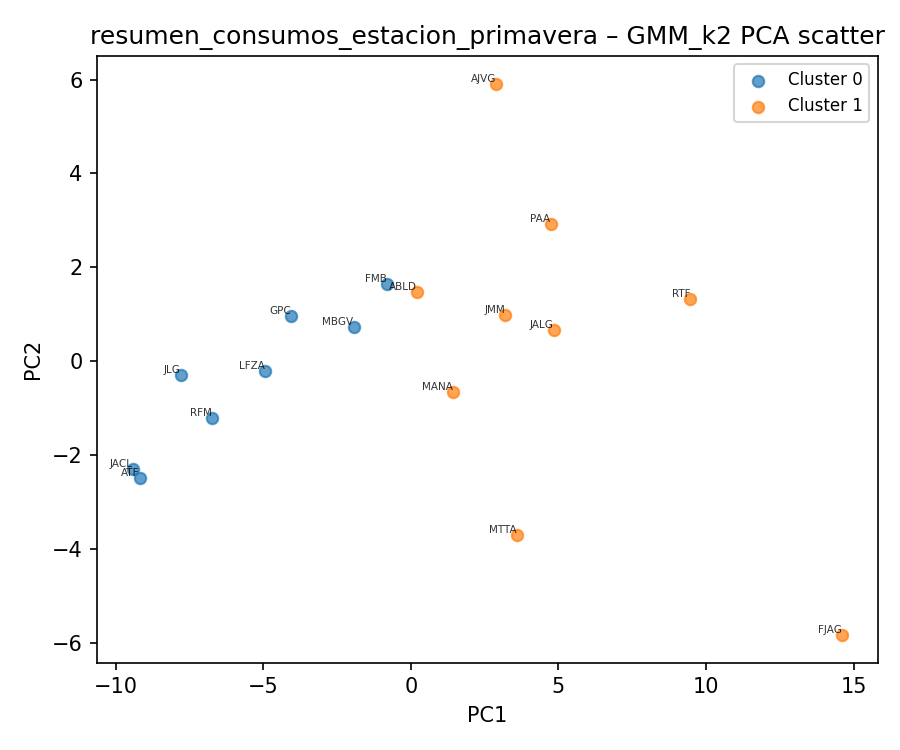 resumen_consumos_estacion_primavera – GMM_k2 PCA scatter
Cluster 0
Cluster 1
6
4
2
0
−2
−4
−6
PC2
AJVG
PAA
FMB
ABLD
RTF
GPC
JMM
MBGV
JALG
JLG
LFZA
MANA
RFM
JACL
ATF
MTTA
FJAG
−10
−5
0
5
10
15
PC1